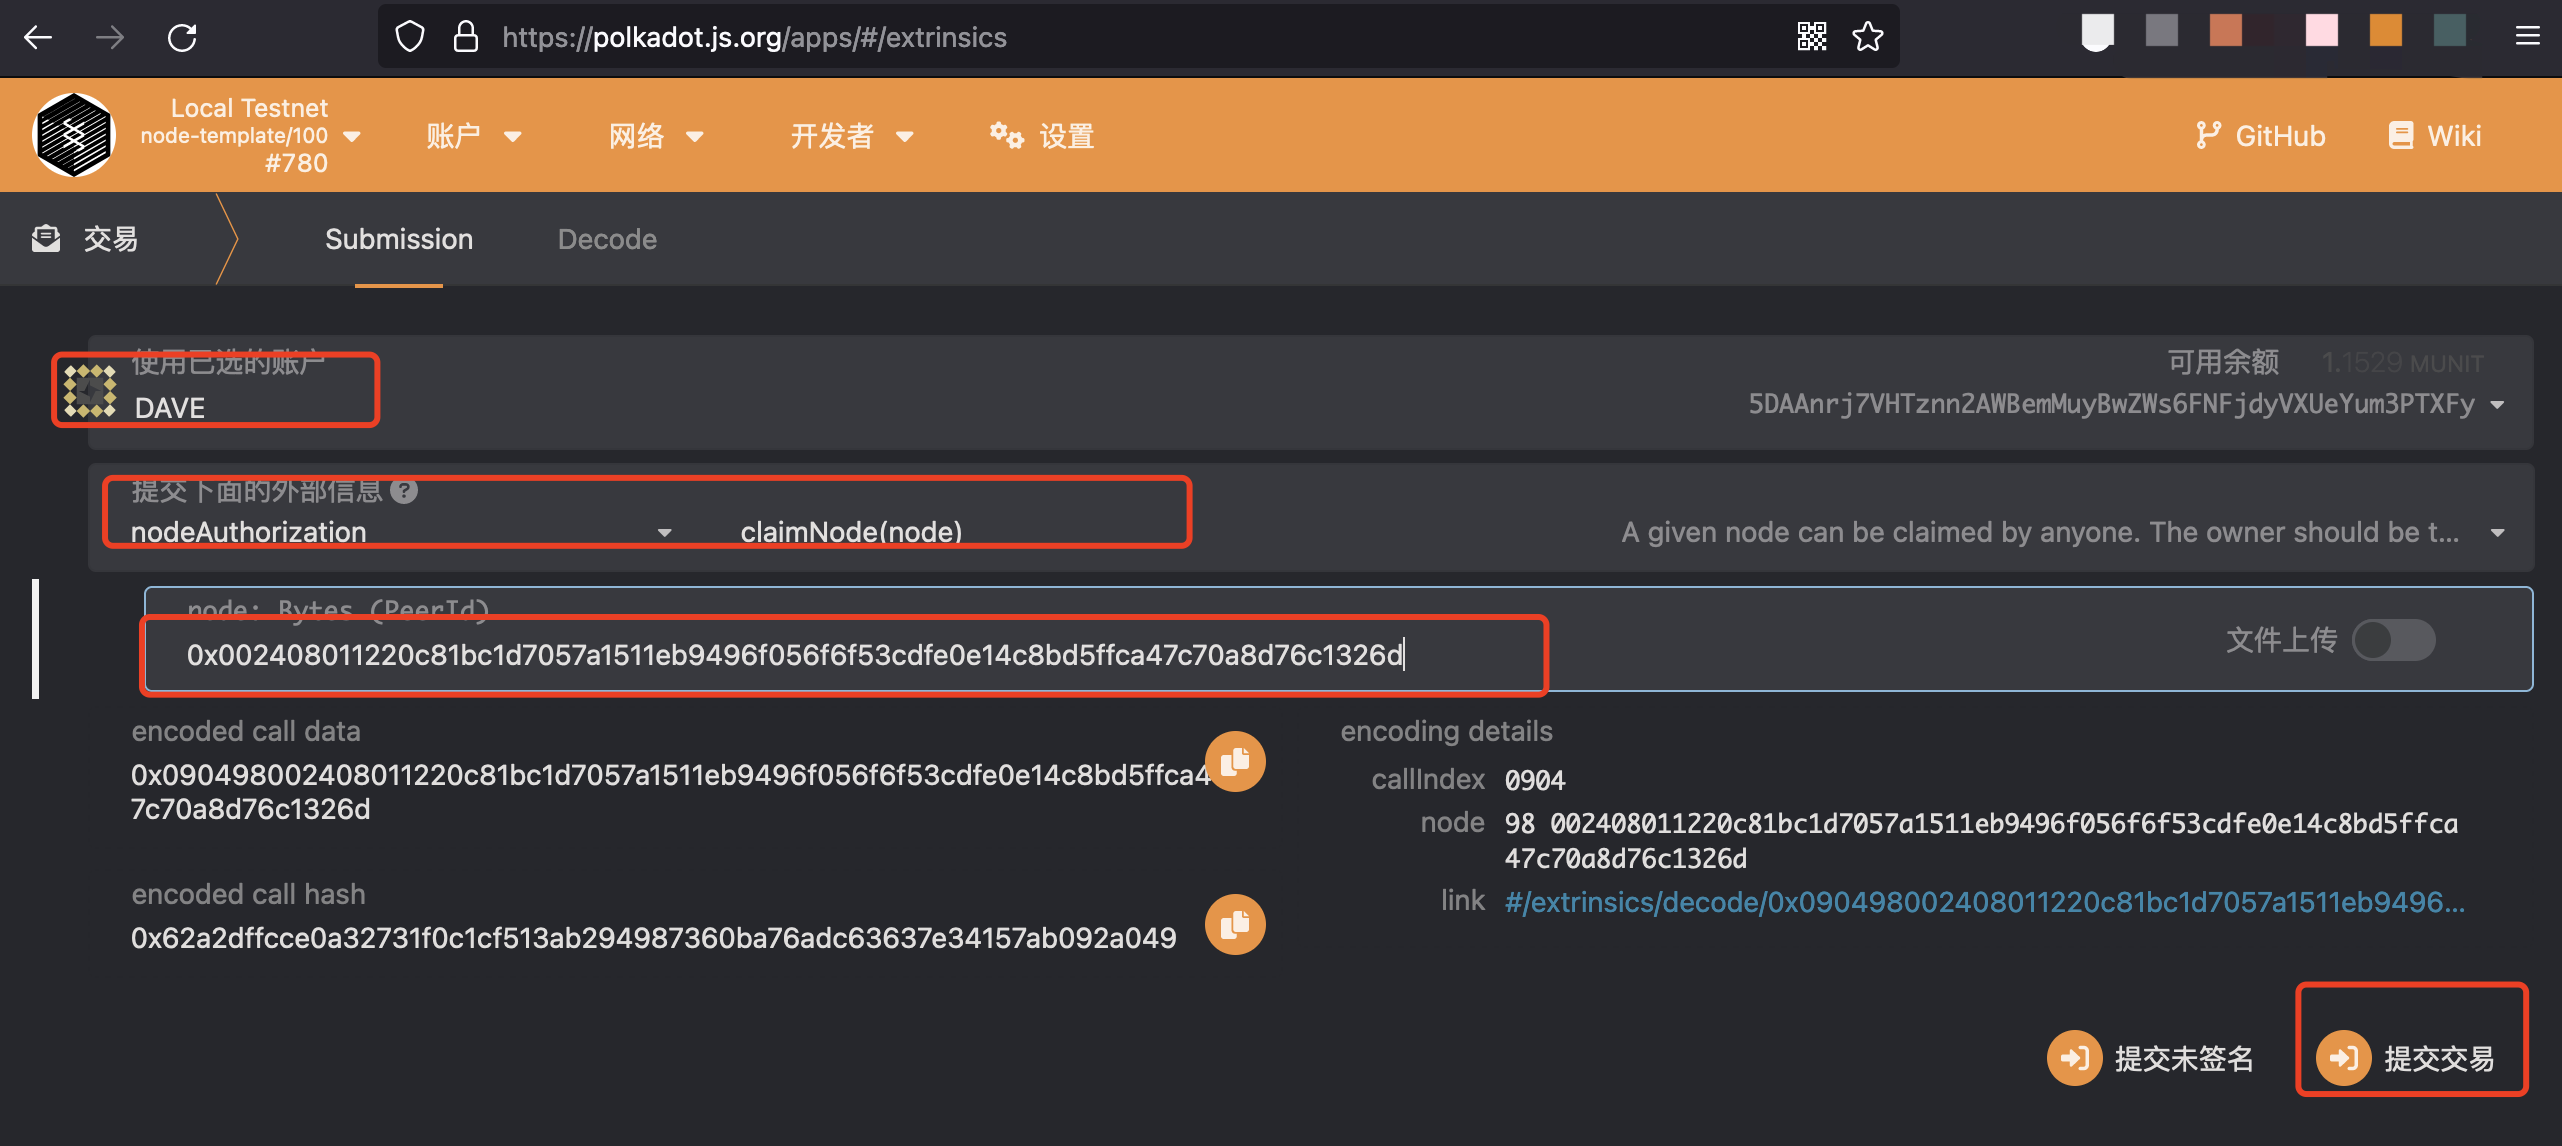 https://polkadot.js.org/apps/#/extrinsics
Local Testnet
node-template/100
#780
账户
网络
开发者
设置
GitHub
Wiki
交易
Submission
Decode
使用已选的账户
DAVE
可用余额 1.1529 MUNIT
5DAAnrj7VHTznn2AWBemMuyBwZWs6FNFjdyVXUeYum3PTXFy
提交下面的外部信息
nodeAuthorization
claimNode(node)
A given node can be claimed by anyone. The owner should be t...
node: Bytes (PeerId)
0x002408011220c81bc1d7057a1511eb9496f056f6f53cdfe0e14c8bd5ffca47c70a8d76c1326d
文件上传
encoded call data
0x090498002408011220c81bc1d7057a1511eb9496f056f6f53cdfe0e14c8bd5ffca4
7c70a8d76c1326d
encoded call hash
0x62a2dffcce0a32731f0c1cf513ab294987360ba76adc63637e34157ab092a049
encoding details
callIndex 0904
node 98 002408011220c81bc1d7057a1511eb9496f056f6f53cdfe0e14c8bd5ffca
47c70a8d76c1326d
link #/extrinsics/decode/0x090498002408011220c81bc1d7057a1511eb9496...
提交未签名
提交交易